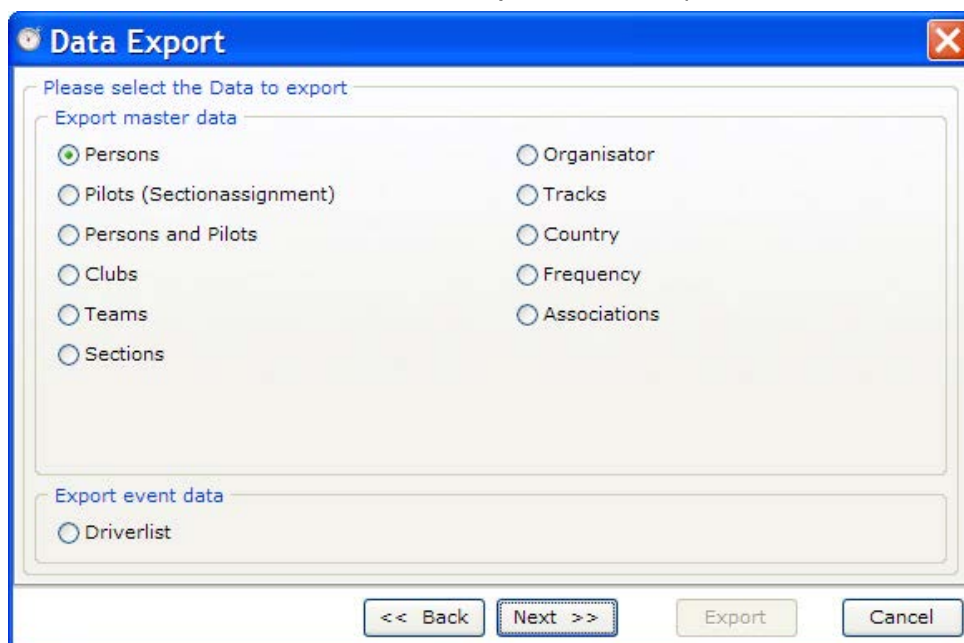 Data Export
Please select the Data to export
Export master data
Persons
Pilots (Sectionassignment)
Persons and Pilots
Clubs
Teams
Sections
Organisator
Tracks
Country
Frequency
Associations
Export event data
Driverlist
<< Back
Next >>
Export
Cancel